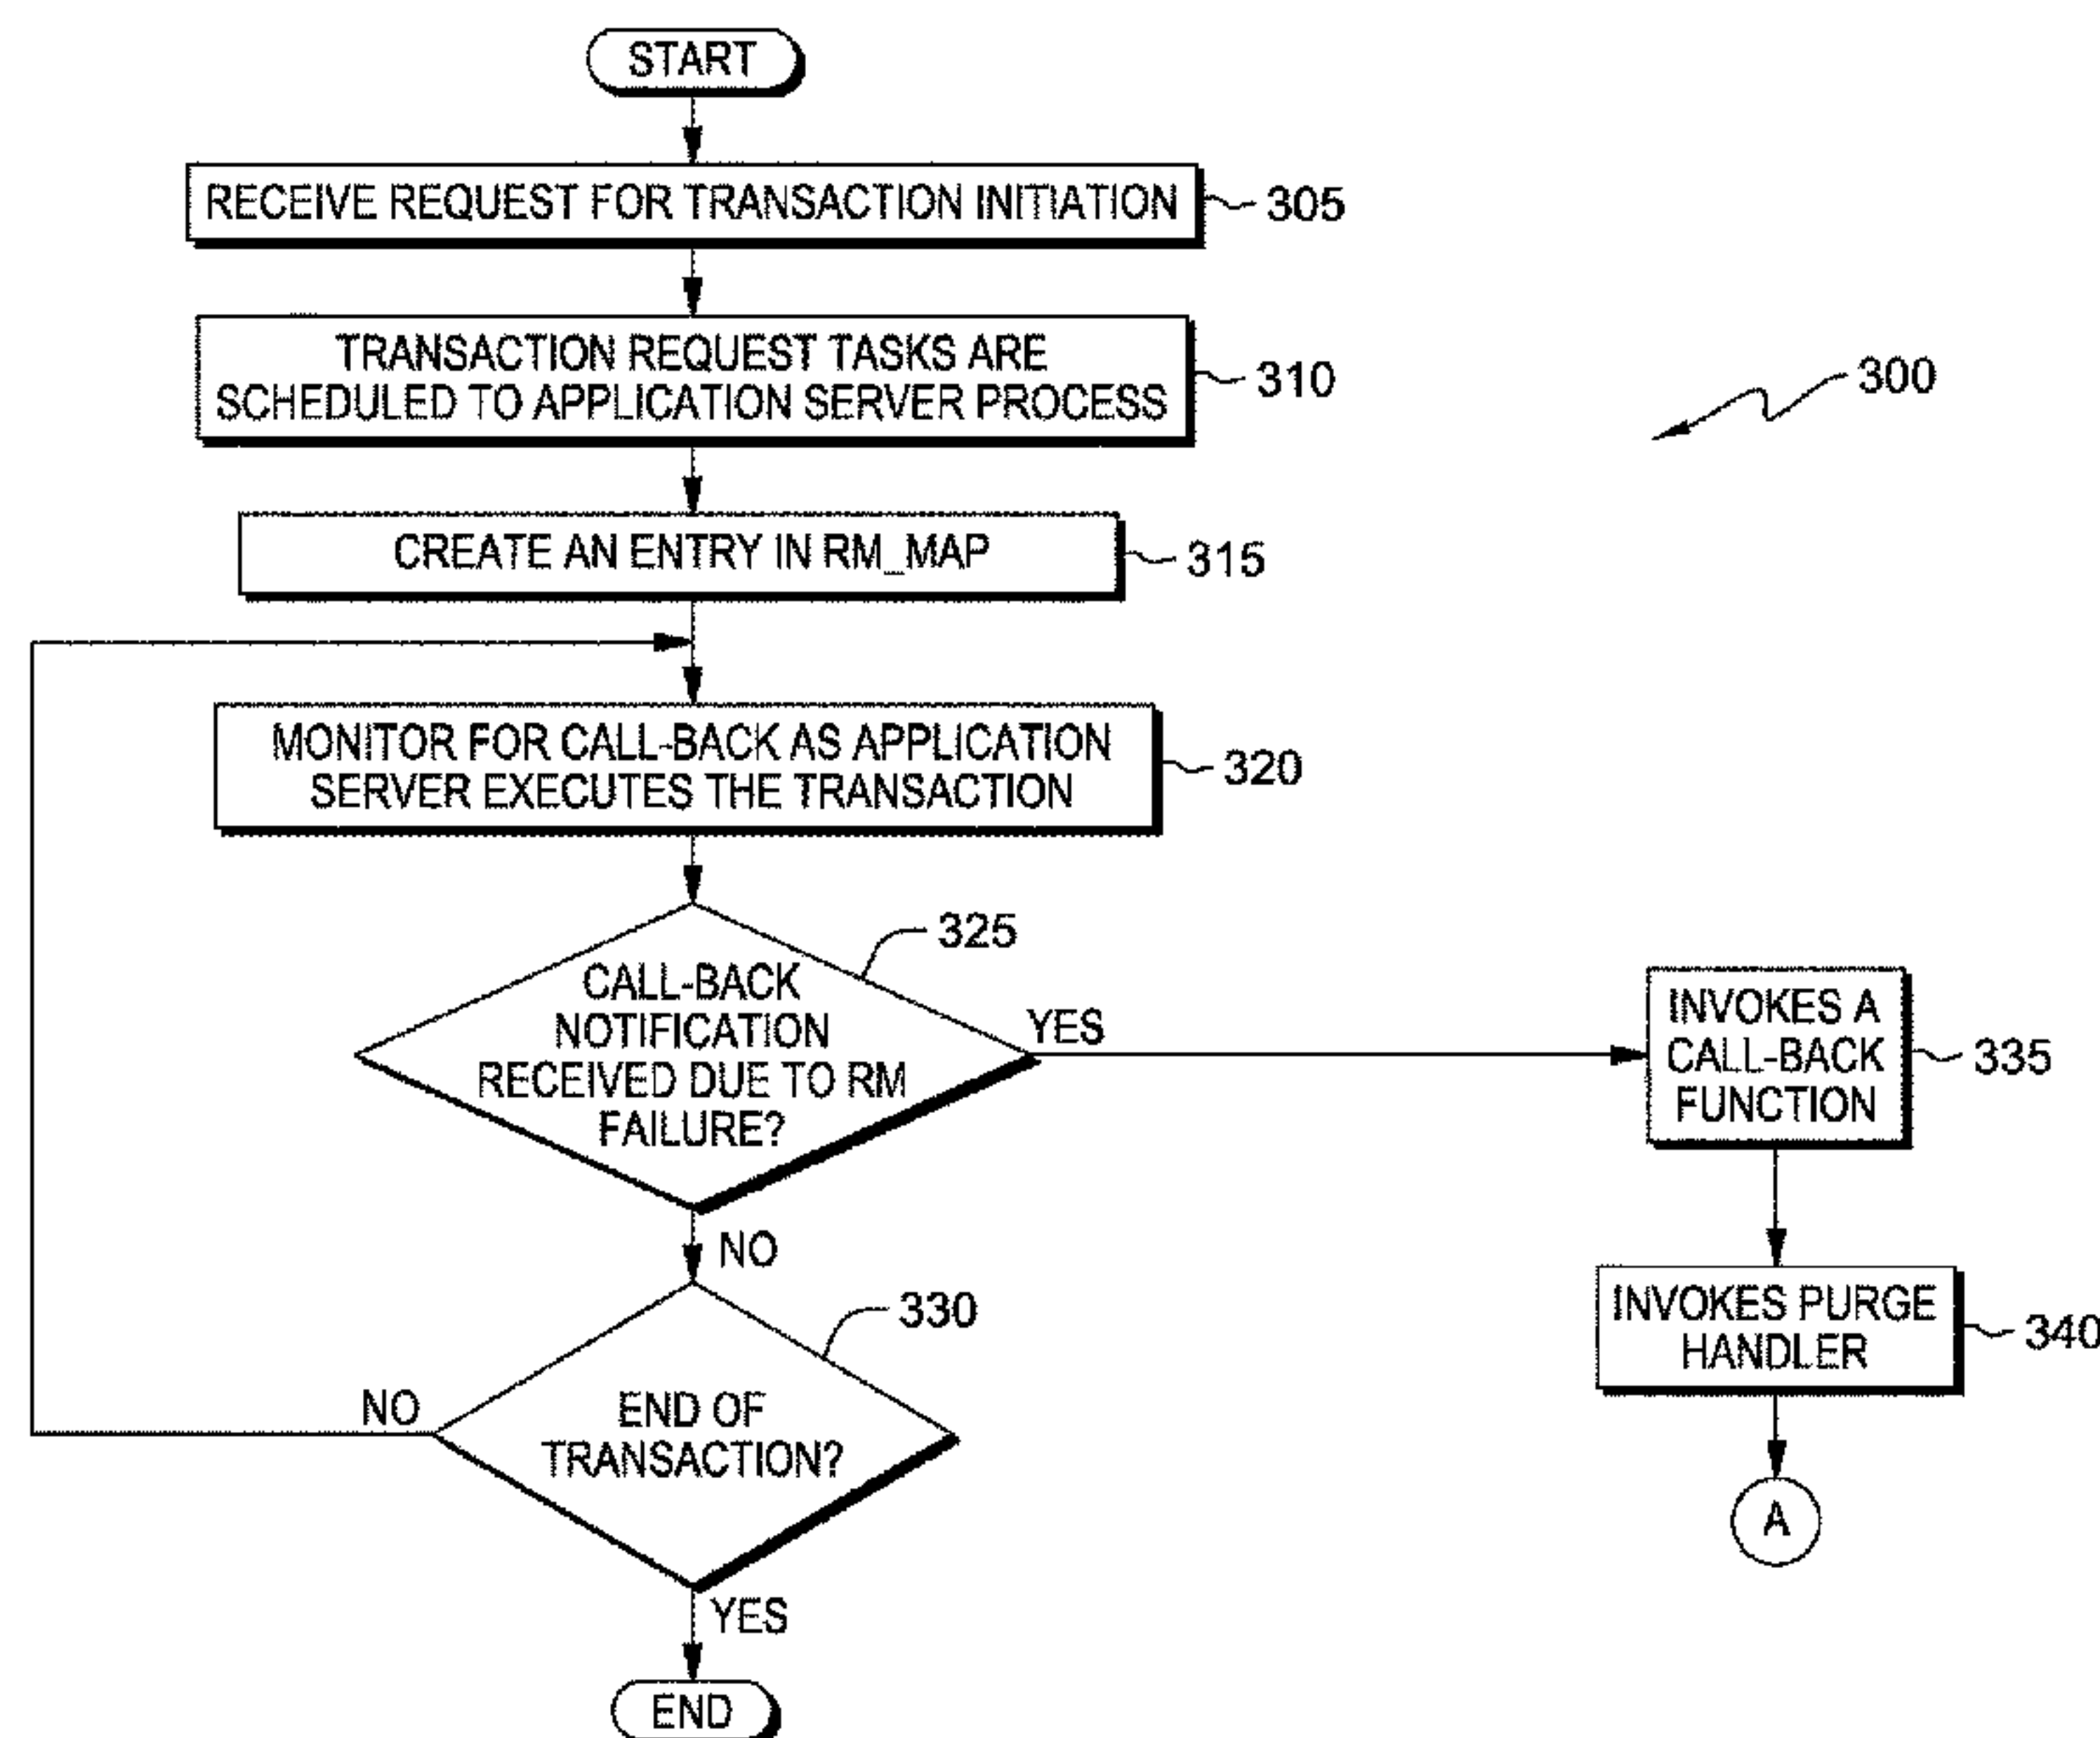 START
RECEIVE REQUEST FOR TRANSACTION INITIATION
305
TRANSACTION REQUEST TASKS ARE
SCHEDULED TO APPLICATION SERVER PROCESS
310
300
CREATE AN ENTRY IN RM_MAP
315
MONITOR FOR CALL-BACK AS APPLICATION
SERVER EXECUTES THE TRANSACTION
320
325
CALL-BACK
NOTIFICATION
RECEIVED DUE TO RM
FAILURE?
YES
INVOKES A
CALL-BACK
FUNCTION
335
NO
330
END OF
TRANSACTION?
NO
YES
INVOKES PURGE
HANDLER
340
A
END